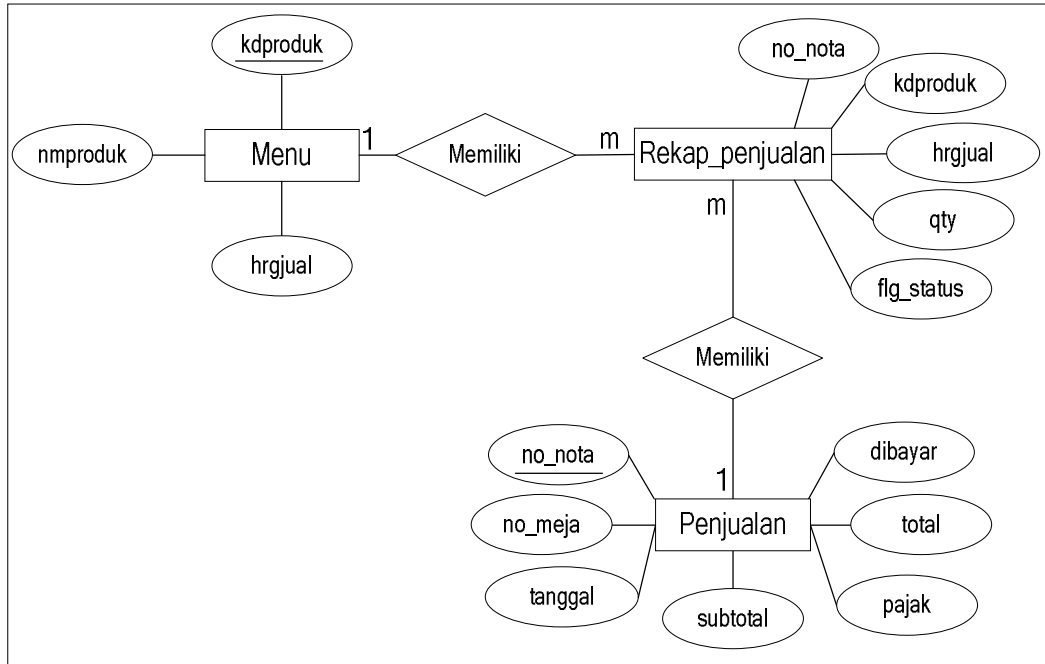 kdproduk
no_nota
kdproduk
nmproduk
Menu
1
Memiliki
m
Rekap_penjualan
hrgjual
m
qty
hrgjual
flg_status
Memiliki
no_nota
dibayar
1
no_meja
Penjualan
total
tanggal
subtotal
pajak